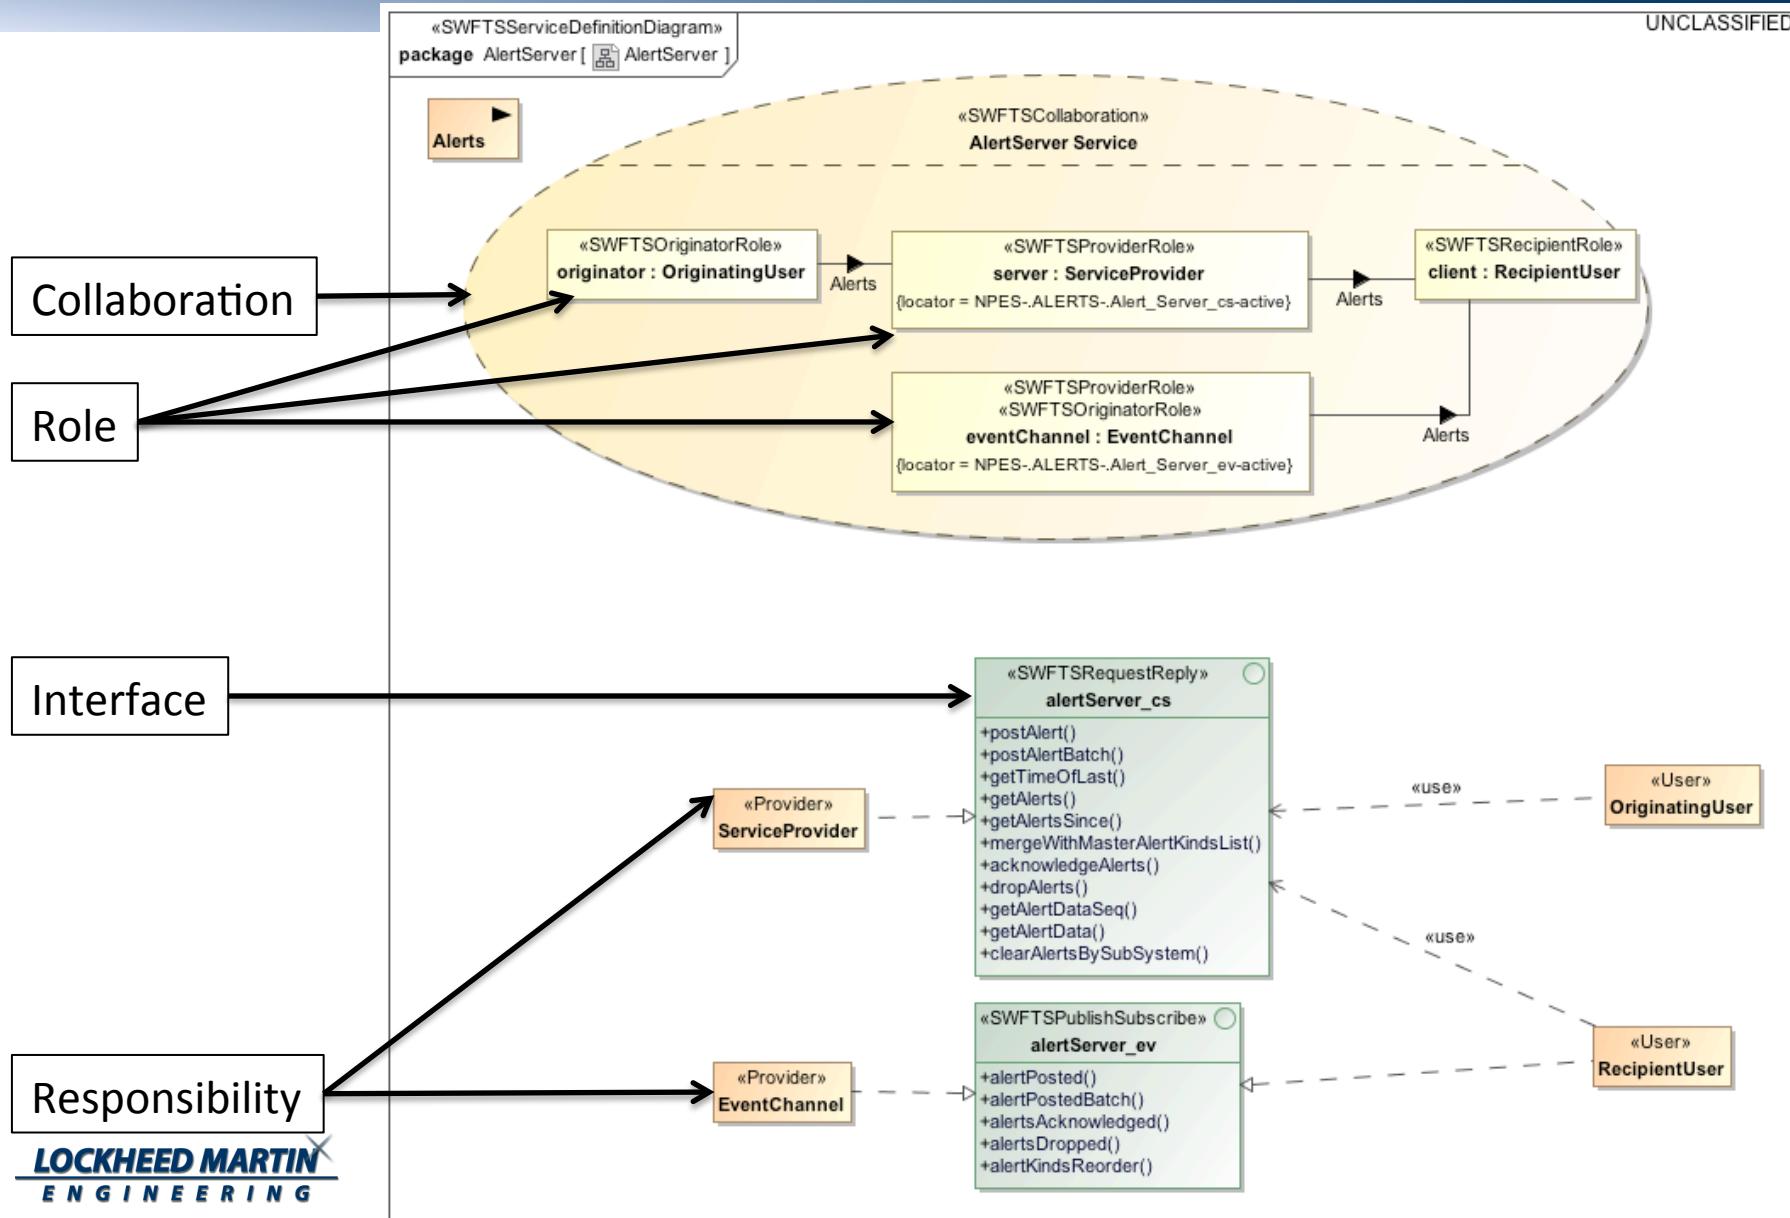 «SWFTSServiceDefinitionDiagram»
package AlertServer [ AlertServer ]
UNCLASSIFIED
Alerts
«SWFTSCollaboration»
AlertServer Service
«SWFTSOriginatorRole»
originator : OriginatingUser
Alerts
«SWFTSProviderRole»
server : ServiceProvider
{locator = NPES-.ALERTS-.Alert_Server_cs-active}
Alerts
«SWFTSRecipientRole»
client : RecipientUser
«SWFTSProviderRole»
«SWFTSOriginatorRole»
eventChannel : EventChannel
{locator = NPES-.ALERTS-.Alert_Server_ev-active}
Alerts
Collaboration
Role
Interface
Responsibility
«SWFTSRequestReply»
alertServer_cs
+postAlert()
+postAlertBatch()
+getTimeOfLast()
+getAlerts()
+getAlertsSince()
+mergeWithMasterAlertKindsList()
+acknowledgeAlerts()
+dropAlerts()
+getAlertDataSeq()
+getAlertData()
+clearAlertsBySubSystem()
«Provider»
ServiceProvider
«use»
«User»
OriginatingUser
«use»
«SWFTSPublishSubscribe»
alertServer_ev
+alertPosted()
+alertPostedBatch()
+alertsAcknowledged()
+alertsDropped()
+alertKindsReorder()
«Provider»
EventChannel
«User»
RecipientUser
LOCKHEED MARTIN
ENGINEERING